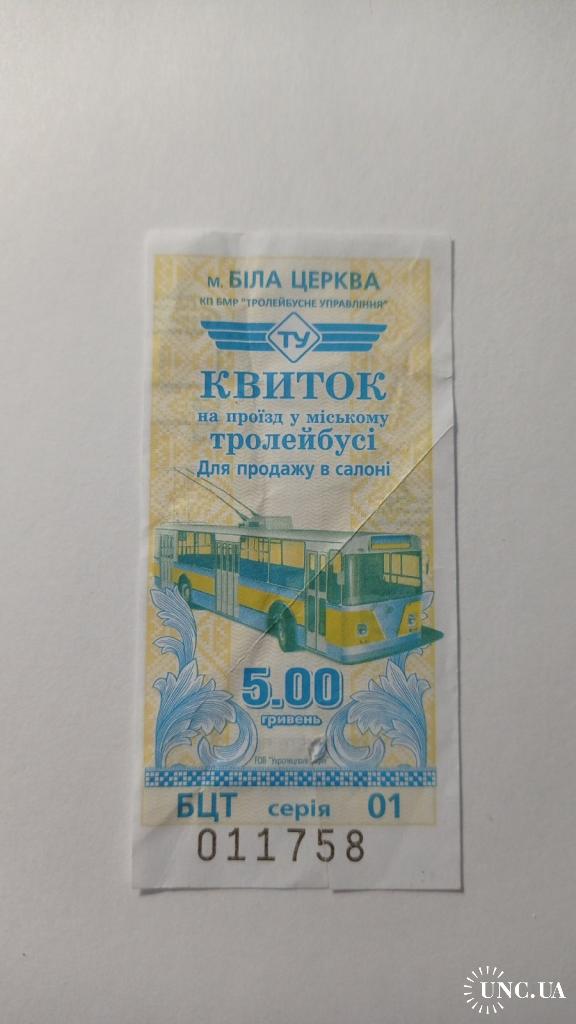 м. БІЛА ЦЕРКВА
КП БМР "ТРОЛЕЙБУСНЕ УПРАВЛІННЯ"
ТУ
КВИТОК
на проїзд у міському
тролейбусі
Для продажу в салоні
5.00
гривень
ТОВ
БЦТ серія 01
011758
UNC.UA